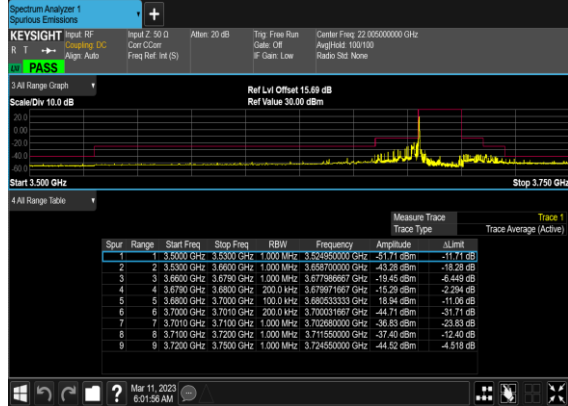 Spectrum Analyzer 1
Spurious Emissions
KEYSIGHT Input: RF Input Z: 50 Ω Atten: 20 dB Trig: Free Run Center Freq: 22.005000000 GHz
R T Coupling: DC Corr CCorr Gate: Off Avg|Hold: 100/100
Align: Auto Freq Ref: Int (S) IF Gain: Low Radio Std: None
PASS
3 All Range Graph Ref Lvl Offset 15.69 dB
Scale/Div 10.0 dB Ref Value 30.00 dBm
20.0
0.00
-20.0
-40.0
-60.0
Start 3.500 GHz Stop 3.750 GHz
4 All Range Table
Measure Trace Trace 1
Trace Type Trace Average (Active)
Spur Range Start Freq Stop Freq RBW Frequency Amplitude ΔLimit
1 1 3.5000 GHz 3.5300 GHz 1.000 MHz 3.524950000 GHz -51.71 dBm -11.71 dB
2 2 3.5300 GHz 3.6600 GHz 1.000 MHz 3.658700000 GHz -43.28 dBm -18.28 dB
3 3 3.6600 GHz 3.6790 GHz 1.000 MHz 3.677986667 GHz -19.45 dBm -6.449 dB
4 4 3.6790 GHz 3.6800 GHz 200.0 kHz 3.679971667 GHz -15.29 dBm -2.294 dB
5 5 3.6800 GHz 3.7000 GHz 100.0 kHz 3.680533333 GHz 18.94 dBm -11.06 dB
6 6 3.7000 GHz 3.7010 GHz 200.0 kHz 3.700031667 GHz -44.71 dBm -31.71 dB
7 7 3.7010 GHz 3.7100 GHz 1.000 MHz 3.702680000 GHz -36.83 dBm -23.83 dB
8 8 3.7100 GHz 3.7200 GHz 1.000 MHz 3.711550000 GHz -37.40 dBm -12.40 dB
9 9 3.7200 GHz 3.7500 GHz 1.000 MHz 3.724550000 GHz -44.52 dBm -4.518 dB
Mar 11, 2023
6:01:56 AM